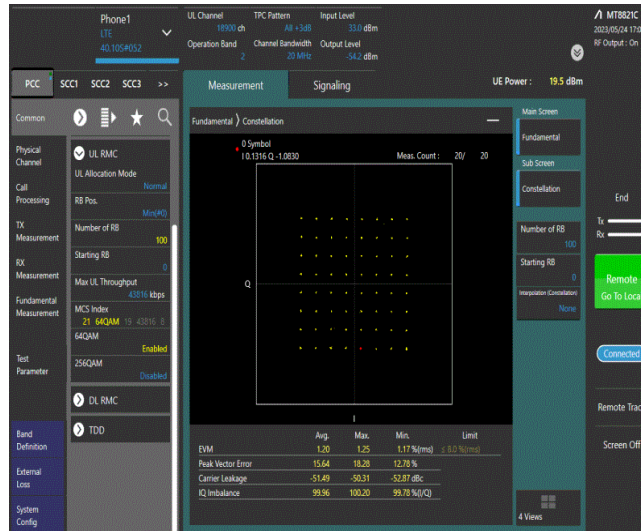 Phone1
LTE
40.105#052
UL Channel
18900 ch
TPC Pattern
Alt +3dB
Input Level
33.0 dBm
Operation Band
2
Channel Bandwidth
20 MHz
Output Level
-54.2 dBm
MT8821C
2023/05/24 17:0
RF Output : On
PCC SCC1 SCC2 SCC3 >>
Measurement
Signaling
UE Power : 19.5 dBm
Common
Physical
Channel
Call
Processing
TX
Measurement
RX
Measurement
Fundamental
Measurement
Test
Parameter
Band
Definition
External
Loss
System
Config
UL RMC
UL Allocation Mode
Normal
RB Pos.
Min(#0)
Number of RB
100
Starting RB
0
Max UL Throughput
43816 kbps
MCS Index
21 64QAM 19 43816 8
64QAM
Enabled
256QAM
Disabled
DL RMC
TDD
Fundamental ⟩ Constellation
0 Symbol
I 0.1316 Q -1.0830
Meas. Count : 20/ 20
Q
I
Avg. Max. Min. Limit
EVM 1.20 1.25 1.17 %(rms) ≤ 8.0 %(rms)
Peak Vector Error 15.64 18.28 12.78 %
Carrier Leakage -51.49 -50.31 -52.87 dBc
IQ Imbalance 99.96 100.20 99.78 %(I/Q)
Main Screen
Fundamental
Sub Screen
Constellation
Number of RB
100
Starting RB
0
Interpolation (Constellation)
None
4 Views
End
Tx
Rx
Remote
Go To Loca
Connected
Remote Trac
Screen Off